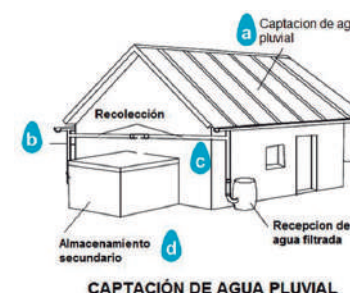 a
Captacion de ag
pluvial
Recolección
b
c
Almacenamiento
secundario
d
Recepcion de
agua filtrada
CAPTACIÓN DE AGUA PLUVIAL